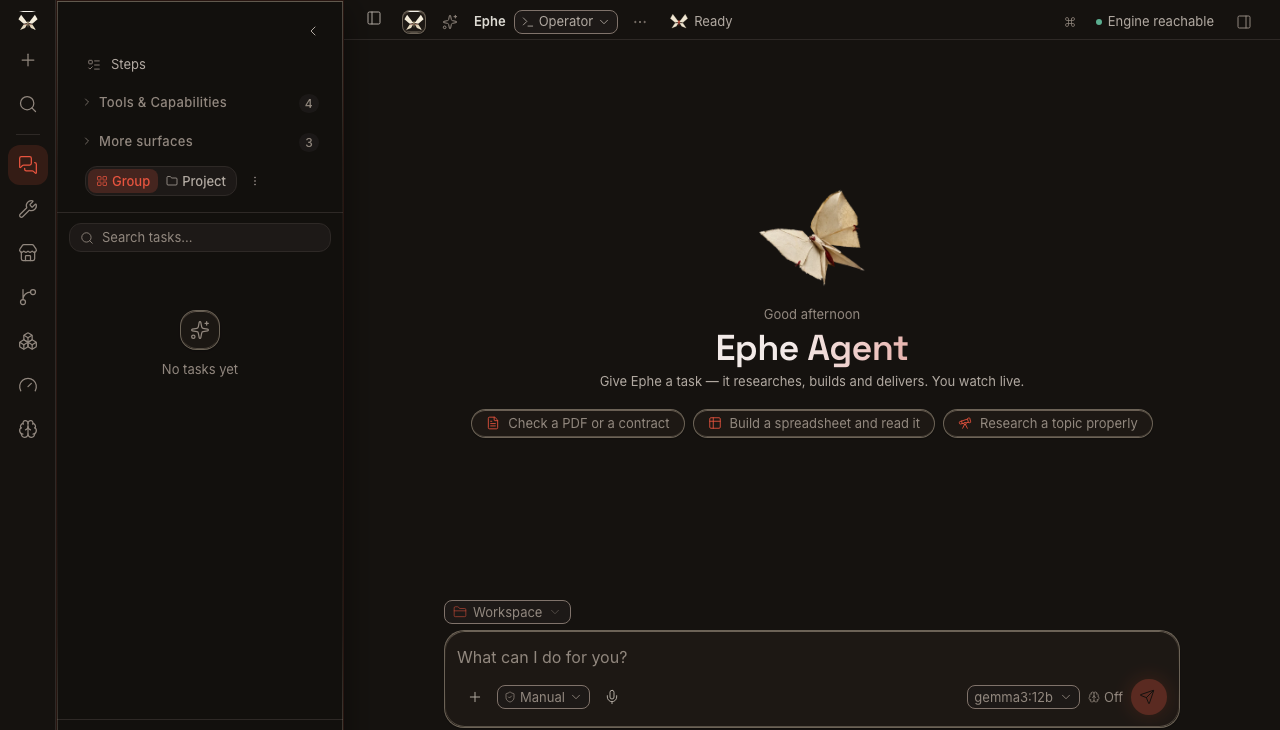 Ephe
Operator
Ready
Engine reachable
Steps
Tools & Capabilities
4
More surfaces
3
Group
Project
Search tasks...
No tasks yet
Good afternoon
Ephe Agent
Give Ephe a task — it researches, builds and delivers. You watch live.
Check a PDF or a contract
Build a spreadsheet and read it
Research a topic properly
Workspace
What can I do for you?
Manual
gemma3:12b
Off